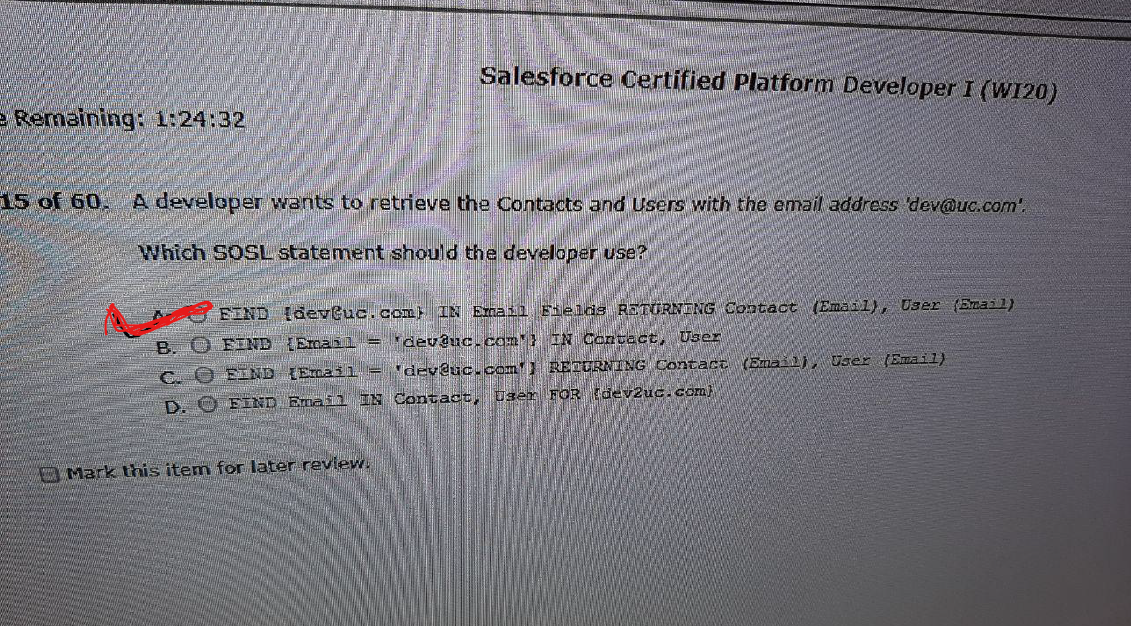 Salesforce Certified Platform Developer I (WI20)
e Remaining: 1:24:32
15 of 60. A developer wants to retrieve the Contacts and Users with the email address 'dev@uc.com'.
Which SOSL statement should the developer use?
A. FIND {dev@uc.com} IN Email Fields RETURNING Contact (Email), User (Email)
B. FIND {Email = 'dev@uc.com'} IN Contact, User
C. FIND {Email = 'dev@uc.com'} RETURNING Contact (Email), User (Email)
D. FIND Email IN Contact, User FOR {dev2uc.com}
Mark this item for later review.